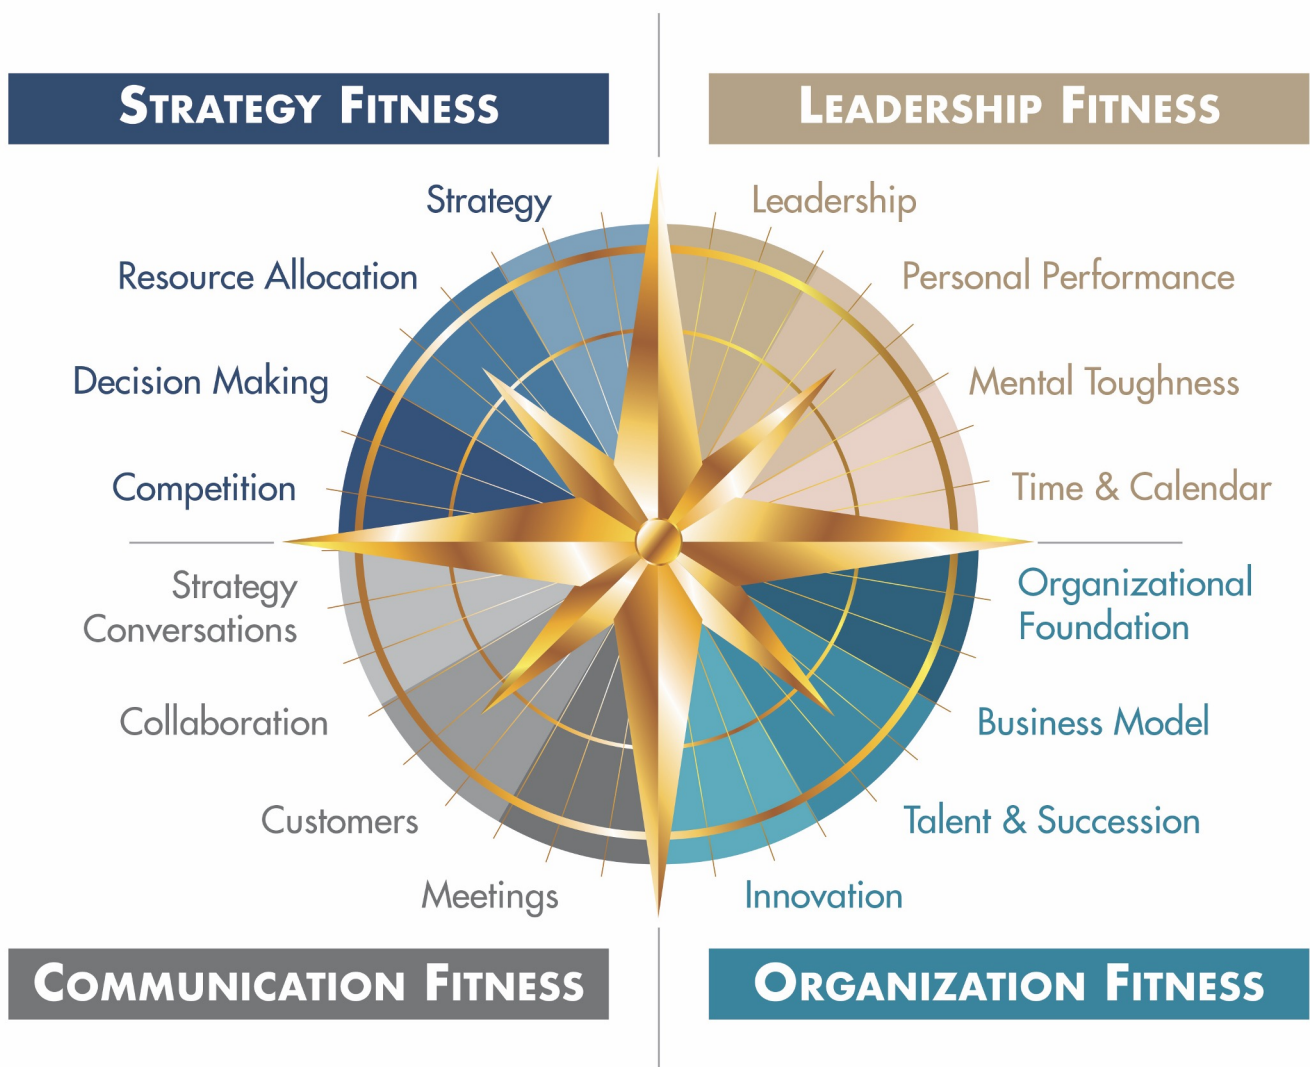 STRATEGY FITNESS
Strategy
Resource Allocation
Decision Making
Competition
LEADERSHIP FITNESS
Leadership
Personal Performance
Mental Toughness
Time & Calendar
Strategy
Conversations
Collaboration
Customers
Meetings
COMMUNICATION FITNESS
Organizational
Foundation
Business Model
Talent & Succession
Innovation
ORGANIZATION FITNESS